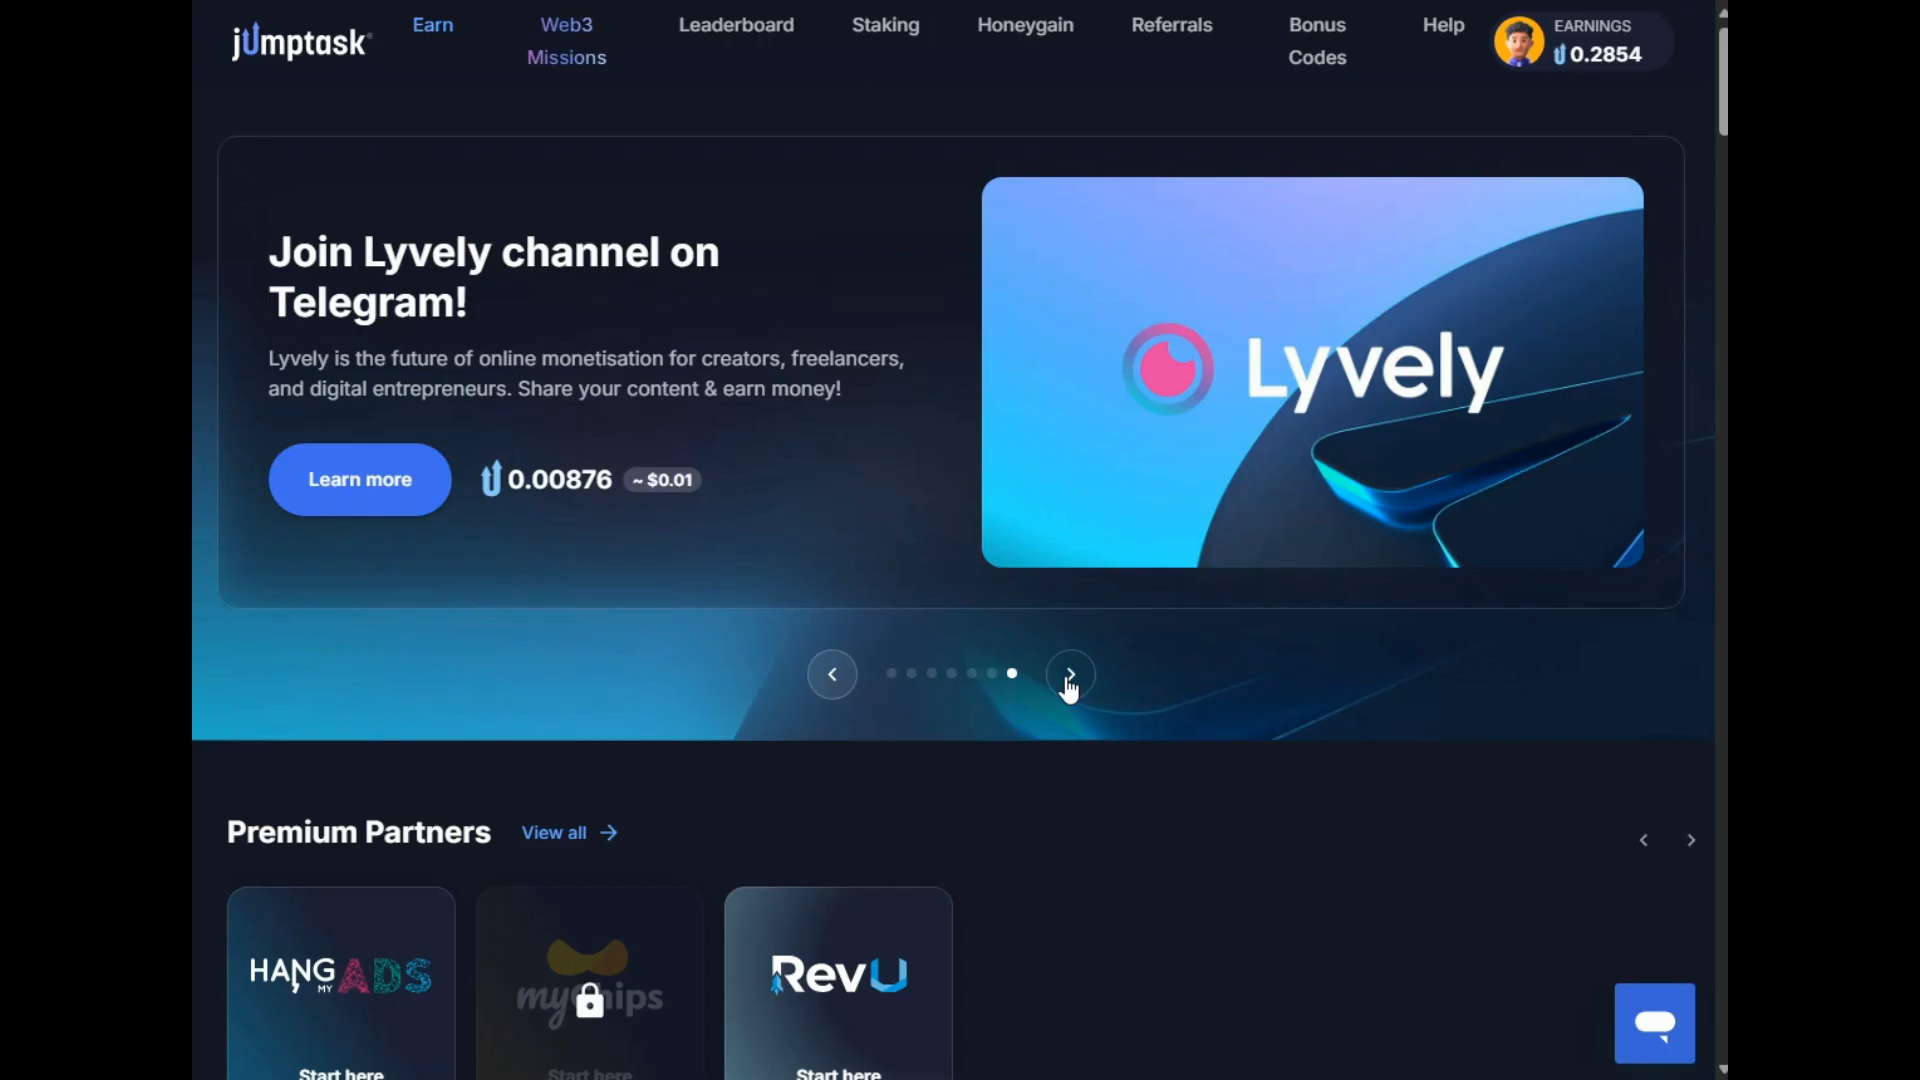 jumptask
Earn
Web3
Missions
Leaderboard
Staking
Honeygain
Referrals
Bonus
Codes
Help
EARNINGS
0.2854
Join Lyvely channel on
Telegram!
Lyvely is the future of online monetisation for creators, freelancers,
and digital entrepreneurs. Share your content & earn money!
Learn more
0.00876
~ $0.01
Lyvely
Premium Partners
View all
HANG
MY
ADS
RevU
Start here
Start here
Start here